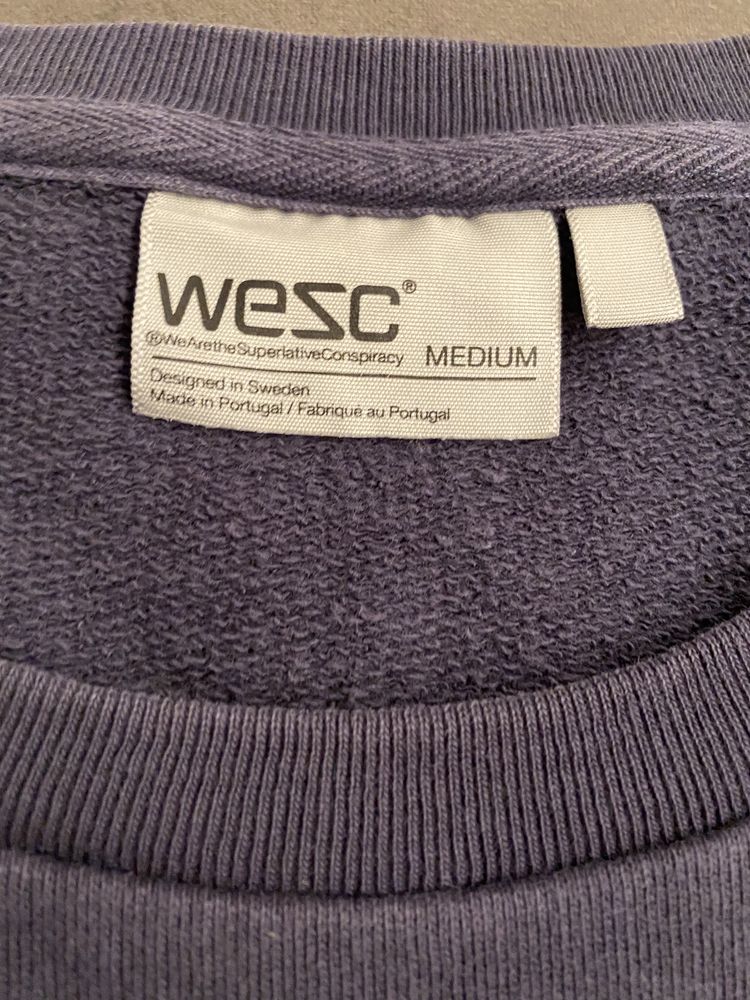 wesc®
®WeAretheSuperlativeConspiracy MEDIUM
Designed in Sweden
Made in Portugal / Fabriqué au Portugal